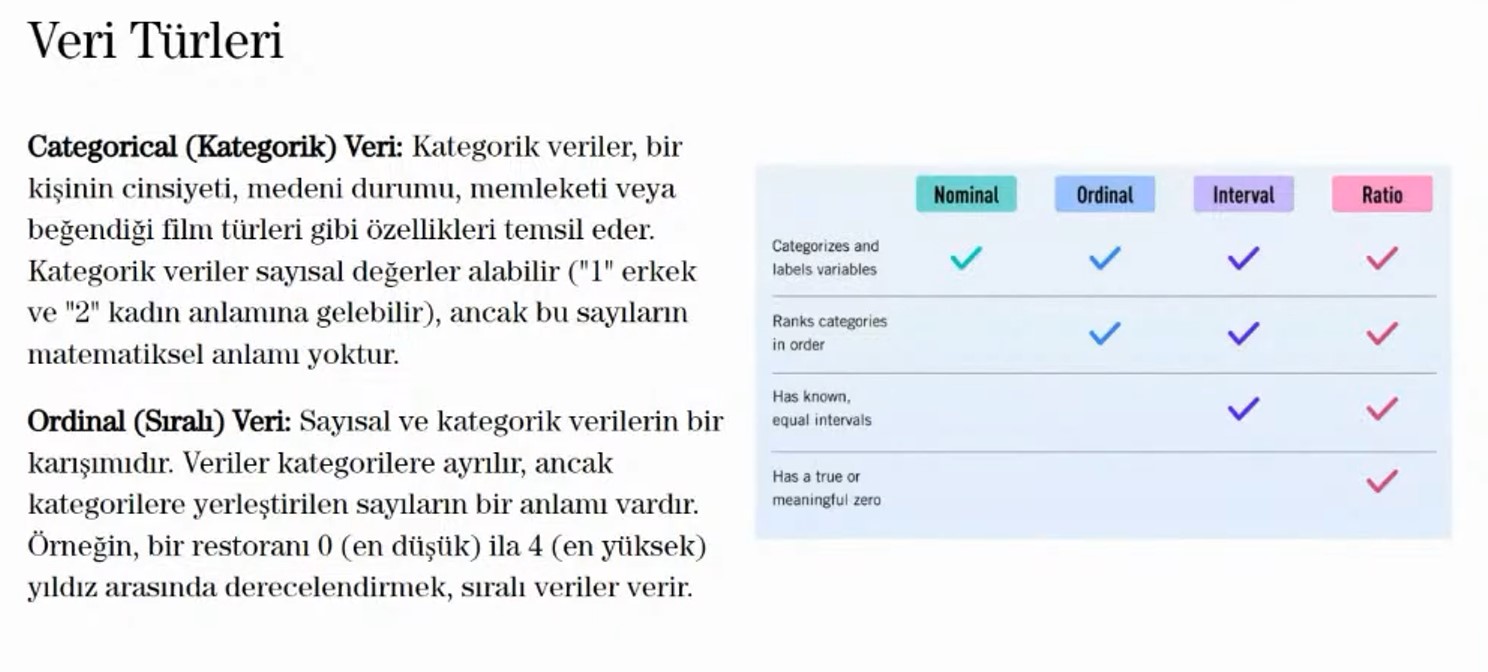 Veri Türleri
Categorical (Kategorik) Veri: Kategorik veriler, bir
kişinin cinsiyeti, medeni durumu, memleketi veya
beğendiği film türleri gibi özellikleri temsil eder.
Kategorik veriler sayısal değerler alabilir ("1" erkek
ve "2" kadın anlamına gelebilir), ancak bu sayıların
matematiksel anlamı yoktur.
Ordinal (Sıralı) Veri: Sayısal ve kategorik verilerin bir
karışımıdır. Veriler kategorilere ayrılır, ancak
kategorilere yerleştirilen sayıların bir anlamı vardır.
Örneğin, bir restoranı 0 (en düşük) ila 4 (en yüksek)
yıldız arasında derecelendirmek, sıralı veriler verir.
Nominal Ordinal Interval Ratio
Categorizes and
labels variables
Ranks categories
in order
Has known,
equal intervals
Has a true or
meaningful zero